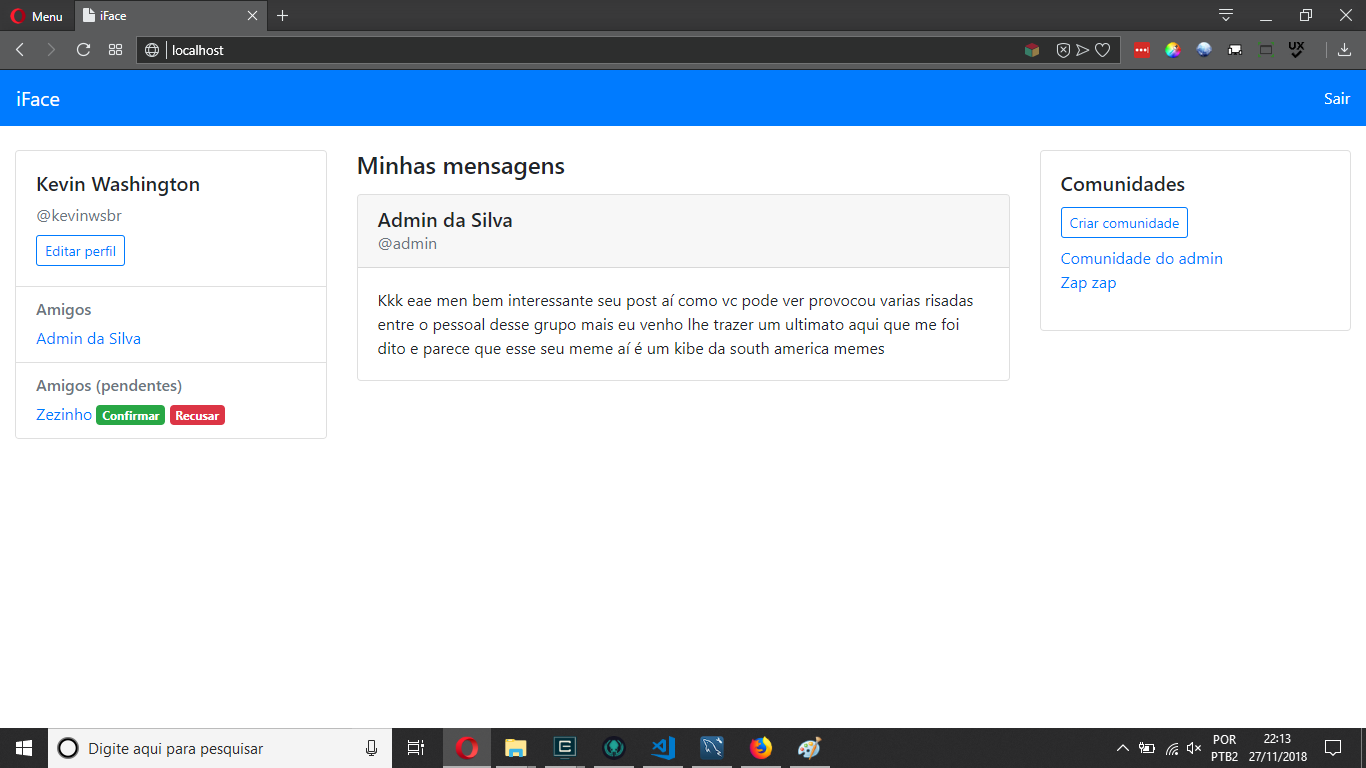 Menu
iFace
localhost
UX
iFace
Sair
Kevin Washington
@kevinwsbr
Editar perfil
Amigos
Admin da Silva
Amigos (pendentes)
Zezinho Confirmar Recusar
Minhas mensagens
Admin da Silva
@admin
Kkk eae men bem interessante seu post aí como vc pode ver provocou varias risadas
entre o pessoal desse grupo mais eu venho lhe trazer um ultimato aqui que me foi
dito e parece que esse seu meme aí é um kibe da south america memes
Comunidades
Criar comunidade
Comunidade do admin
Zap zap
Digite aqui para pesquisar
POR
PTB2
22:13
27/11/2018